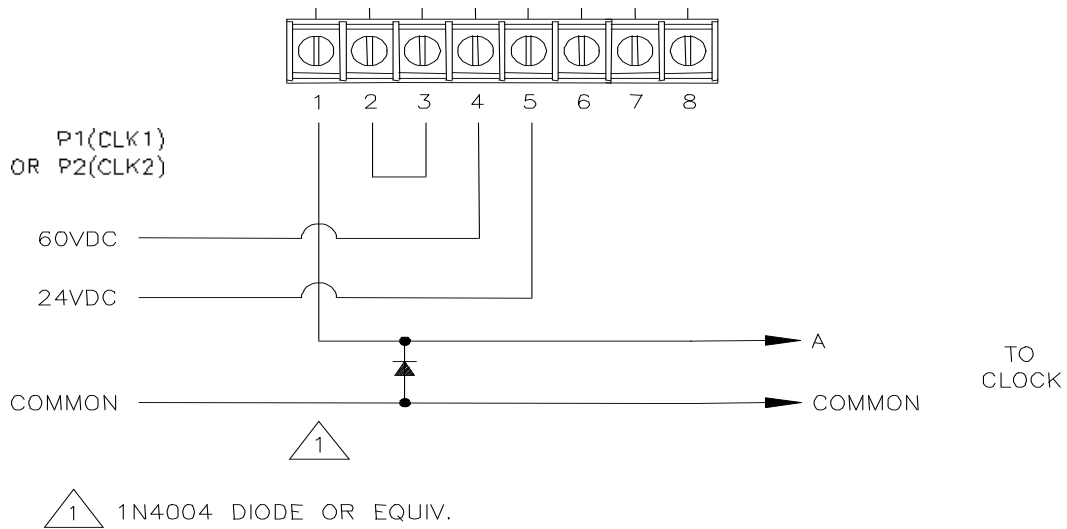 1 2 3 4 5 6 7 8
P1(CLK1)
OR P2(CLK2)
60VDC
24VDC
A
TO
CLOCK
COMMON
COMMON
1
1 1N4004 DIODE OR EQUIV.